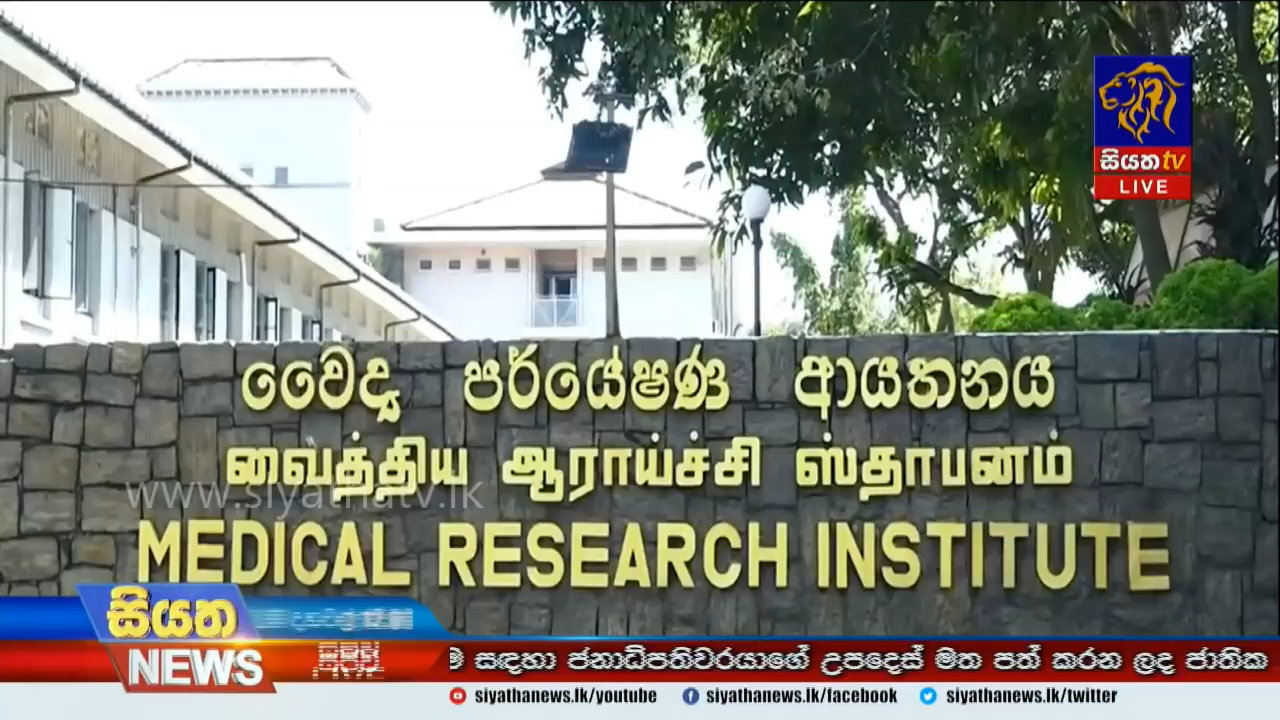 සියත tv
LIVE
වෛද්‍ය පර්යේෂණ ආයතනය
வைத்திய ஆராய்ச்சி ஸ்தாபனம்
www.siyathatv.lk
MEDICAL RESEARCH INSTITUTE
සියත
NEWS
ම සඳහා ජනාධිපතිවරයාගේ උපදෙස් මත පත් කරන ලද ජාතික
siyathanews.lk/youtube siyathanews.lk/facebook siyathanews.lk/twitter